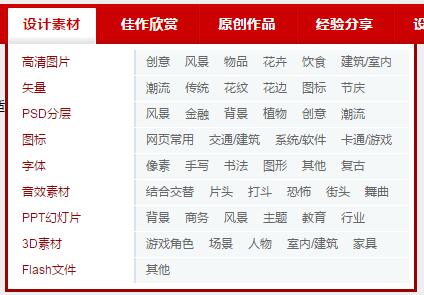 设计素材 佳作欣赏 原创作品 经验分享
高清图片 创意 风景 物品 花卉 饮食 建筑/室内
矢量 潮流 传统 花纹 花边 图标 节庆
PSD分层 风景 金融 背景 植物 创意 潮流
图标 网页常用 交通/建筑 系统/软件 卡通/游戏
字体 像素 手写 书法 图形 其他 复古
音效素材 结合交替 片头 打斗 恐怖 街头 舞曲
PPT幻灯片 背景 商务 风景 主题 教育 行业
3D素材 游戏角色 场景 人物 室内/建筑 家具
Flash文件 其他